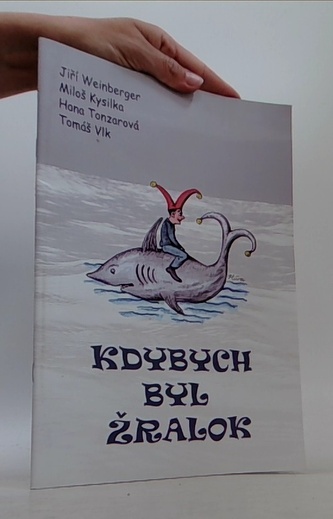 Jiří Weinberger
Miloš Kysilka
Hana Tonzarová
Tomáš Vlk
KDYBYCH
BYL
ŽRALOK